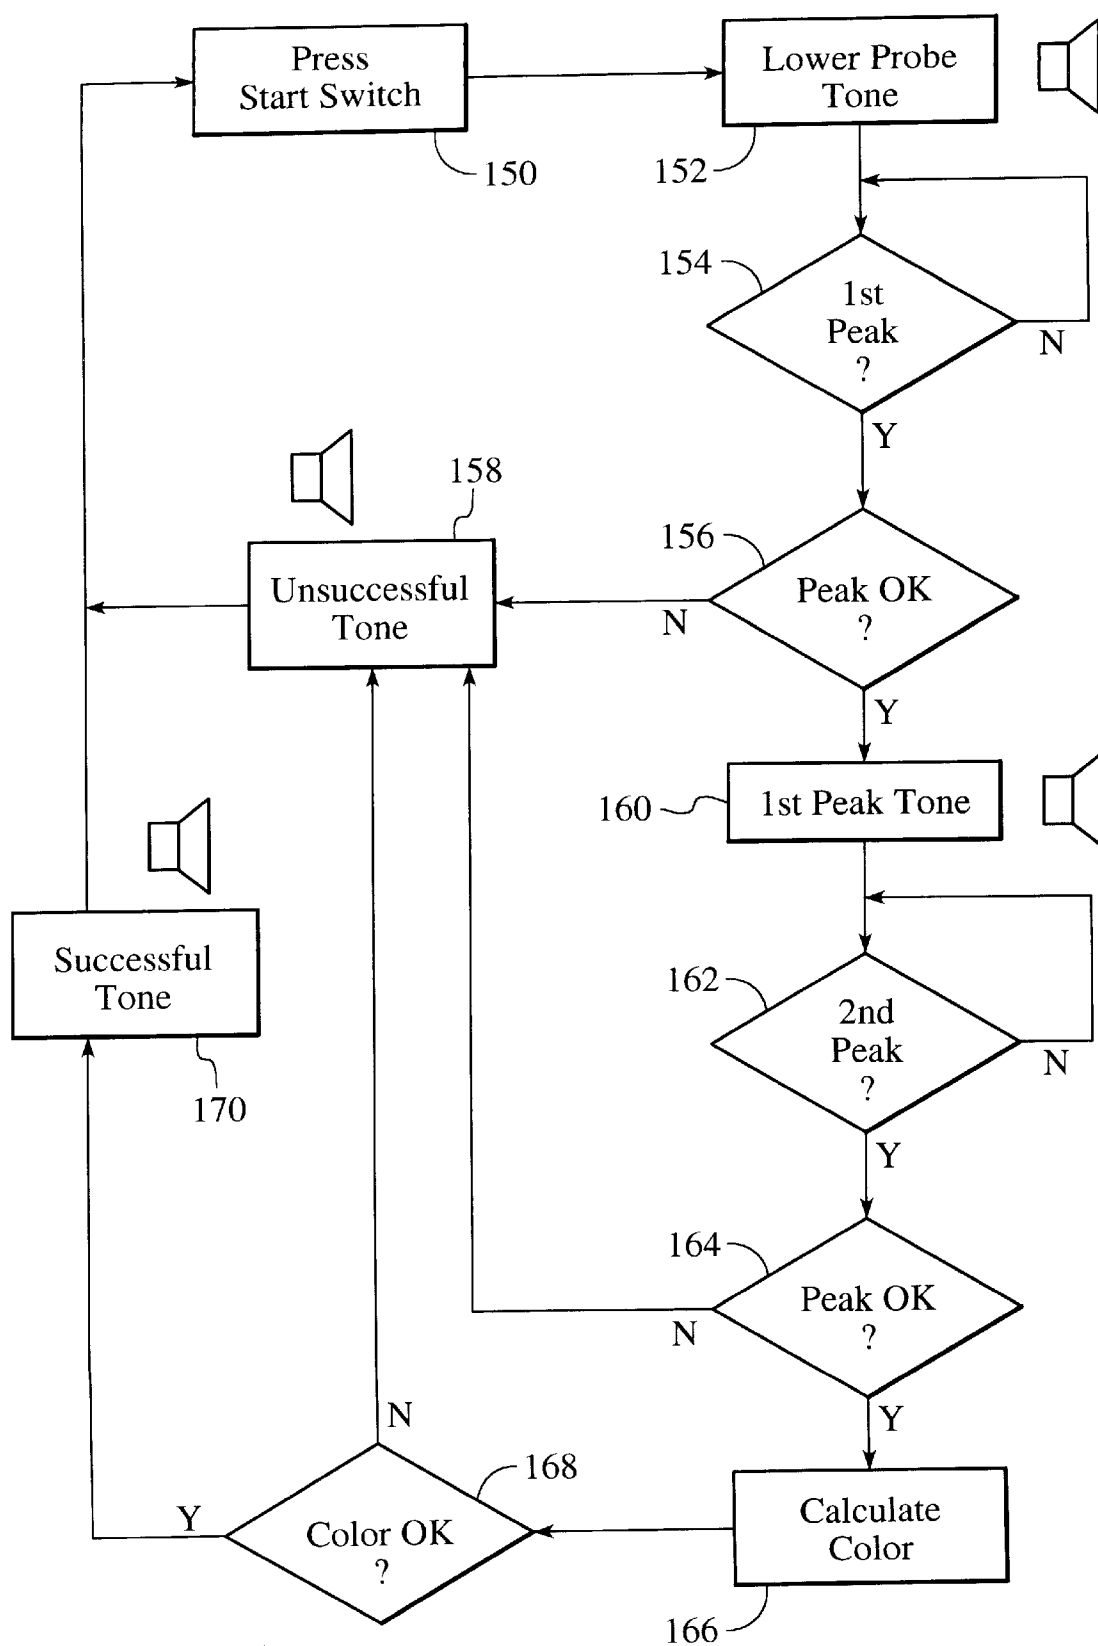 Press
Start Switch
150
Lower Probe
Tone
152
154
1st
Peak
?
N
Y
158
Unsuccessful
Tone
156
Peak OK
?
N
Y
160
1st Peak Tone
Successful
Tone
170
162
2nd
Peak
?
N
Y
164
Peak OK
?
N
Y
N
168
Y
Color OK
?
Calculate
Color
166